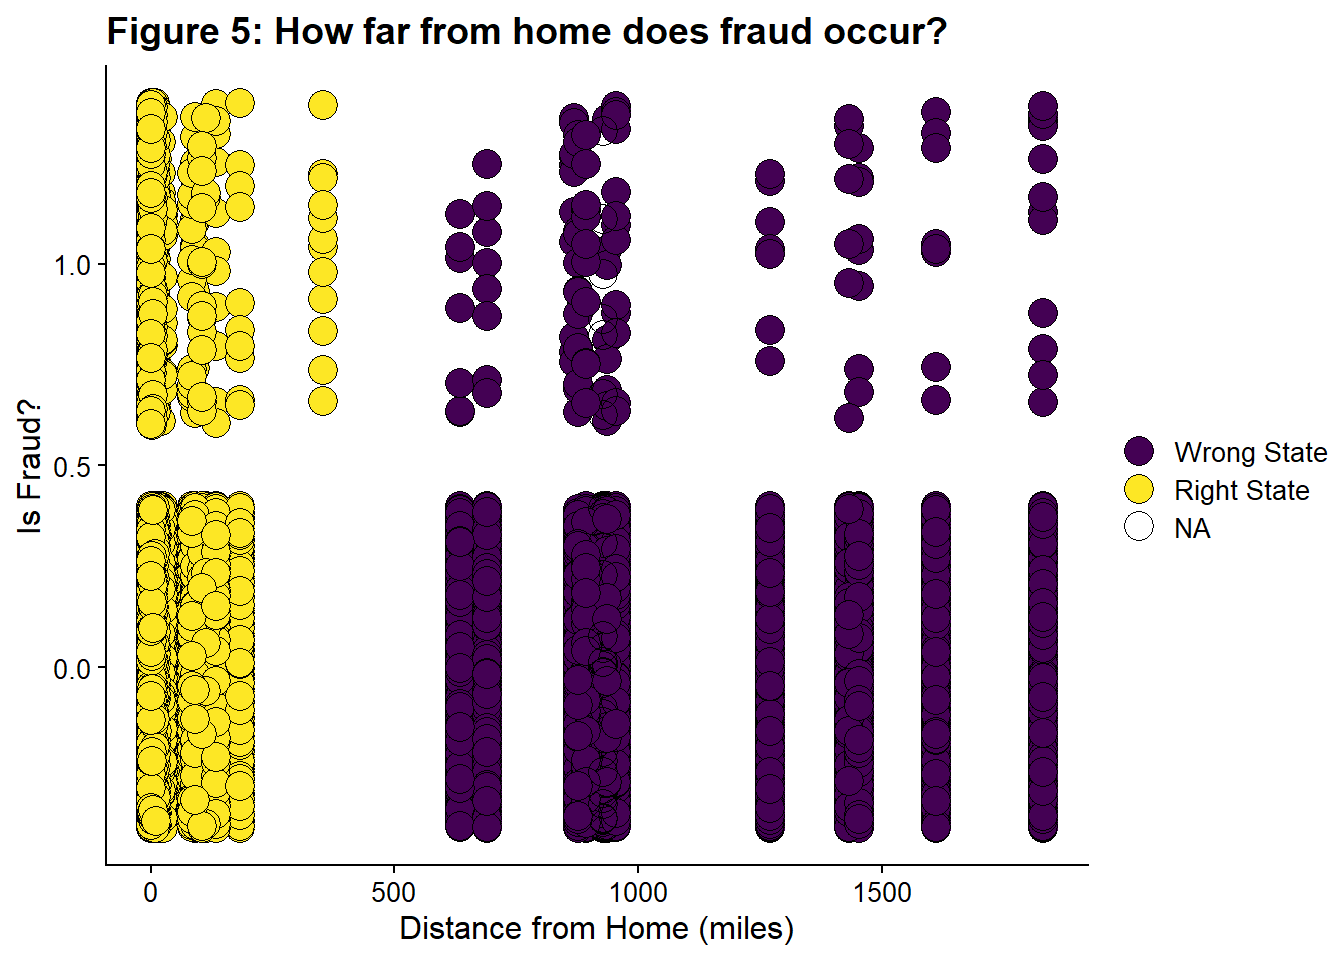 Figure 5: How far from home does fraud occur?
Is Fraud?
1.0
0.5
0.0
0
500
1000
1500
Distance from Home (miles)
Wrong State
Right State
NA